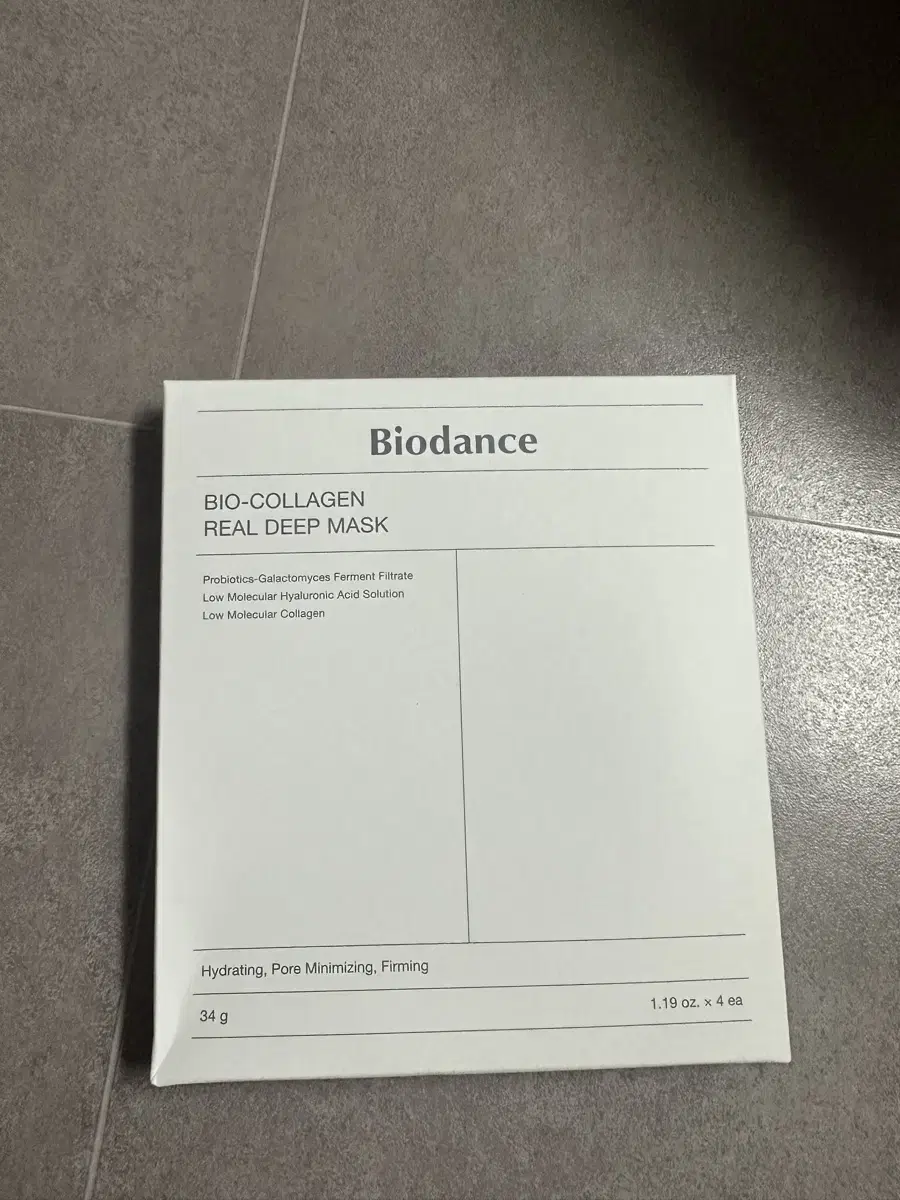 Biodance
BIO-COLLAGEN
REAL DEEP MASK
Probiotics-Galactomyces Ferment Filtrate
Low Molecular Hyaluronic Acid Solution
Low Molecular Collagen
Hydrating, Pore Minimizing, Firming
34 g
1.19 oz. x 4 ea